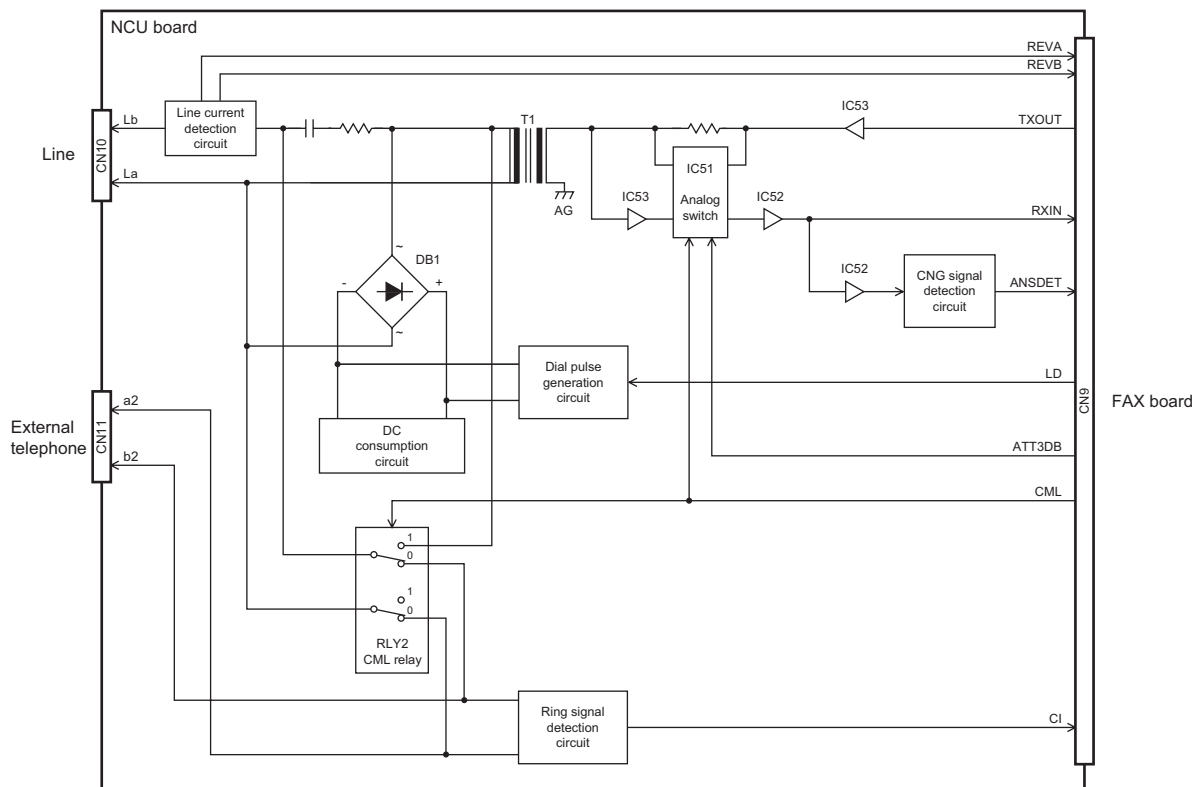 NCU board
REVA
REVB
Lb
Line current
detection
circuit
T1
IC53
TXOUT
Line
CN10
La
AG
IC51
Analog
switch
IC53
IC52
RXIN
~
DB1
-
+
~
IC52
CNG signal
detection
circuit
ANSDET
Dial pulse
generation
circuit
LD
CN9
FAX board
External
telephone
CN11
a2
b2
DC
consumption
circuit
ATT3DB
CML
1
0
1
0
RLY2
CML relay
Ring signal
detection
circuit
CI